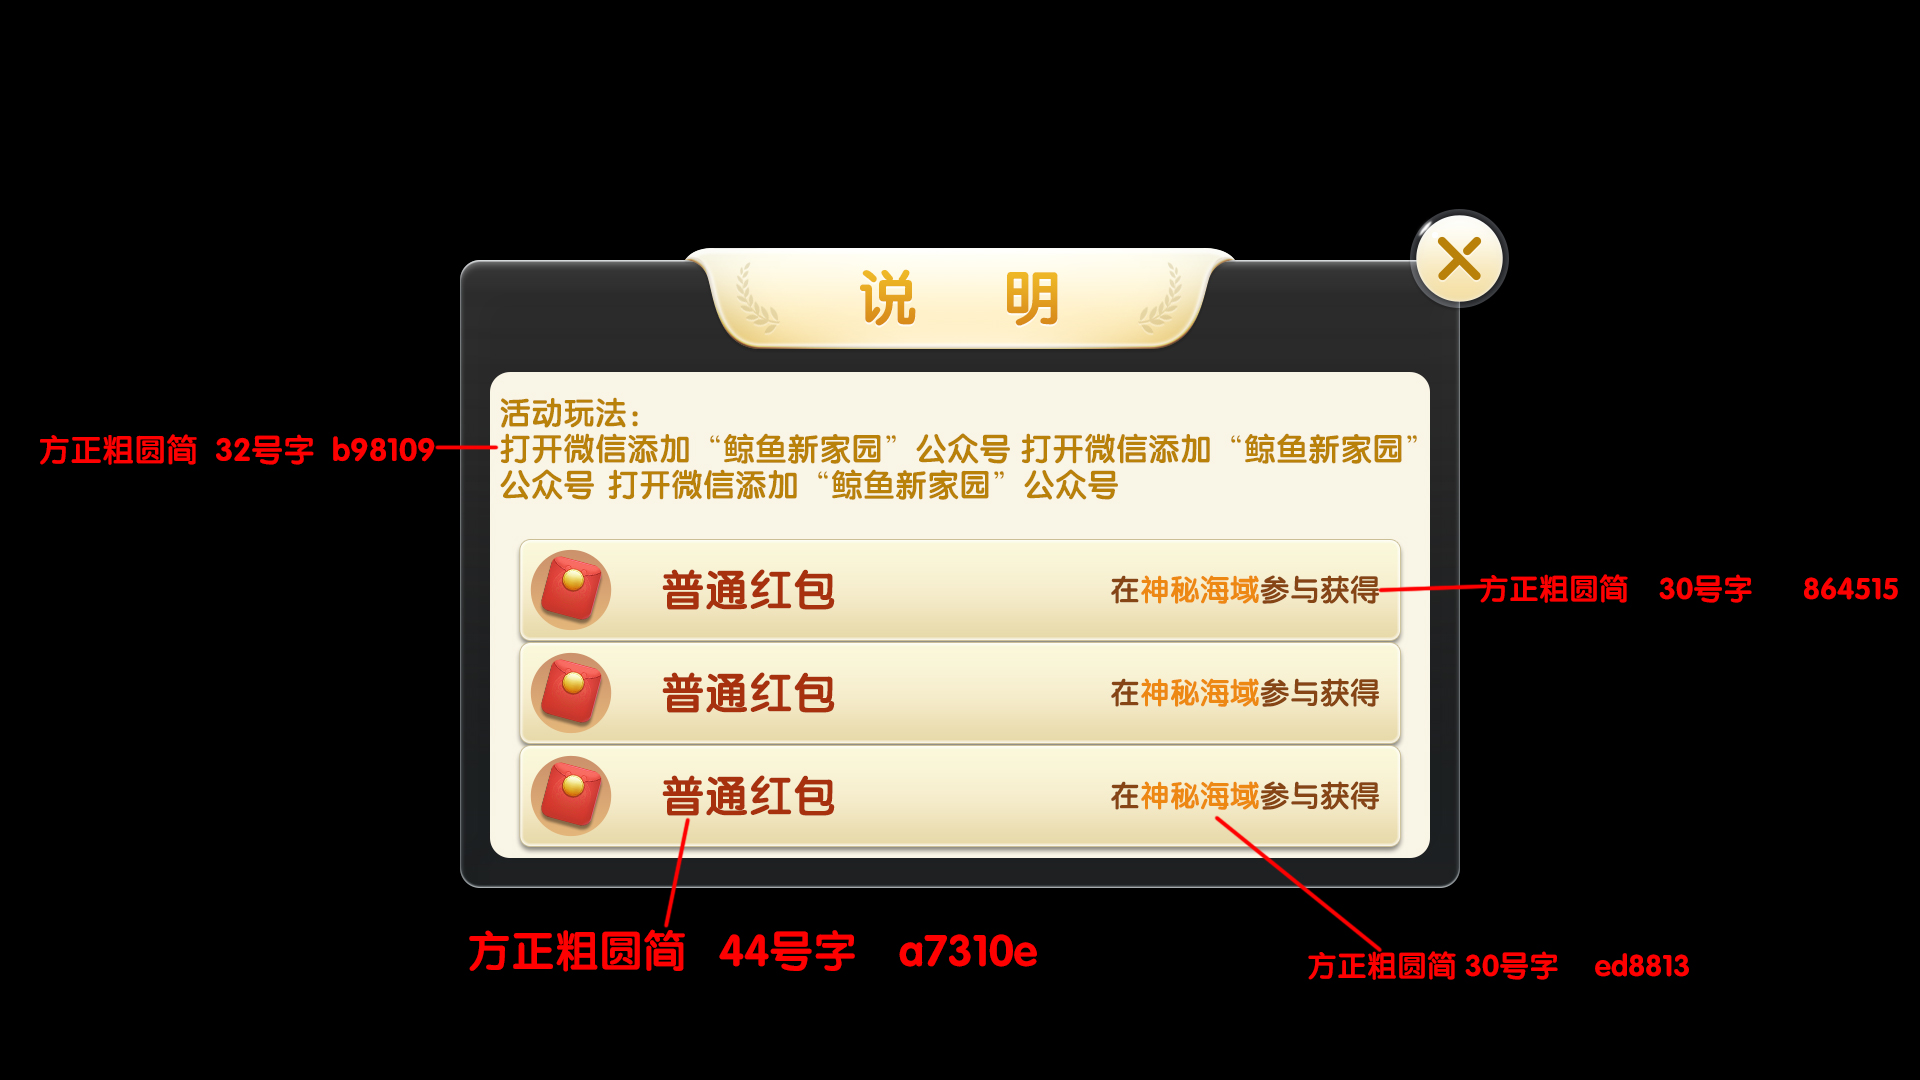 说 明
活动玩法：
方正粗圆简 32号字 b98109
打开微信添加“鲸鱼新家园”公众号 打开微信添加“鲸鱼新家园”
公众号 打开微信添加“鲸鱼新家园”公众号
普通红包 在神秘海域参与获得
方正粗圆简 30号字 864515
普通红包 在神秘海域参与获得
普通红包 在神秘海域参与获得
方正粗圆简 44号字 a7310e
方正粗圆简 30号字 ed8813